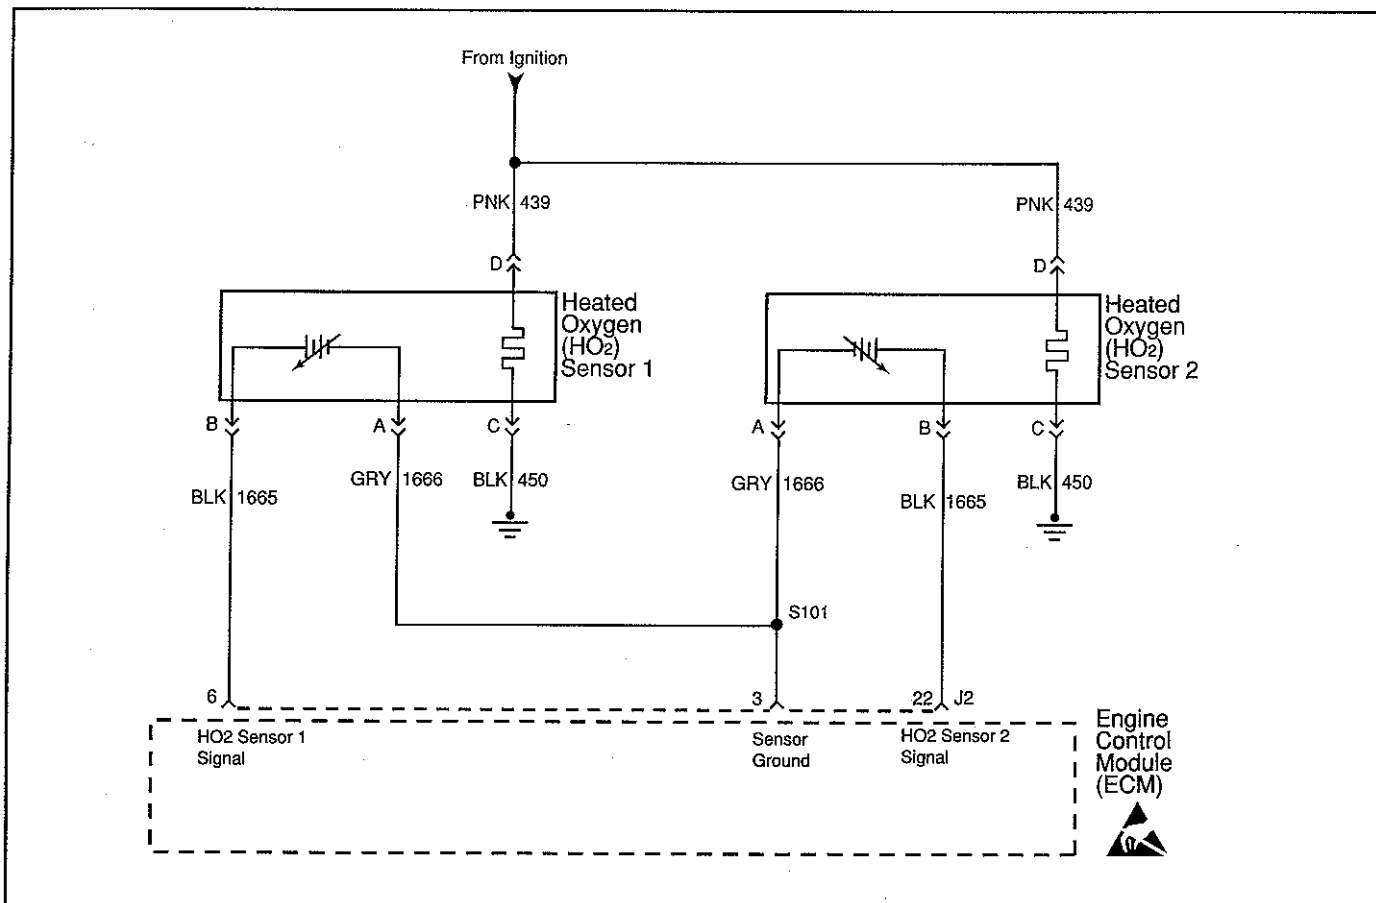 From Ignition
PNK 439
PNK 439
D
D
Heated
Oxygen
(HO2)
Sensor 1
Heated
Oxygen
(HO2)
Sensor 2
B
A
C
A
B
C
BLK 1665
GRY 1666
BLK 450
GRY 1666
BLK 1665
BLK 450
S101
6
3
22 J2
HO2 Sensor 1
Signal
Sensor
Ground
HO2 Sensor 2
Signal
Engine
Control
Module
(ECM)